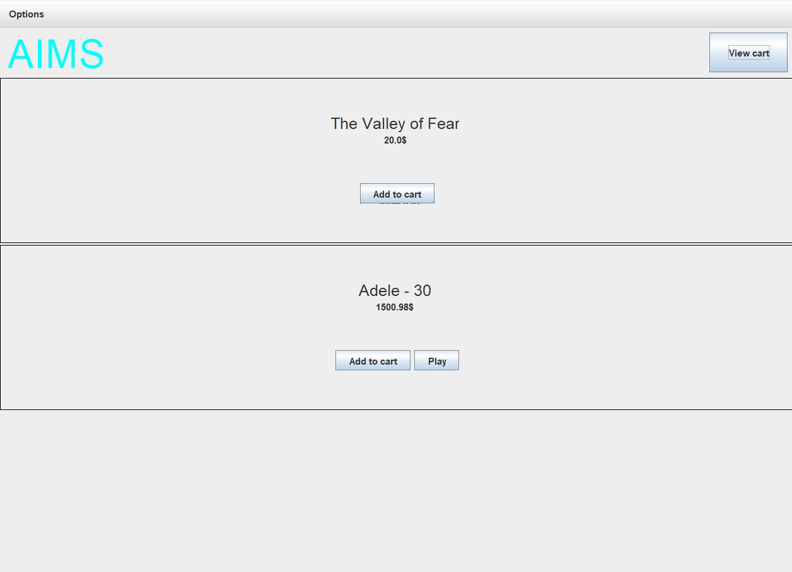 Options
AIMS
View cart
The Valley of Fear
20.0$
Add to cart
Adele - 30
1500.98$
Add to cart Play